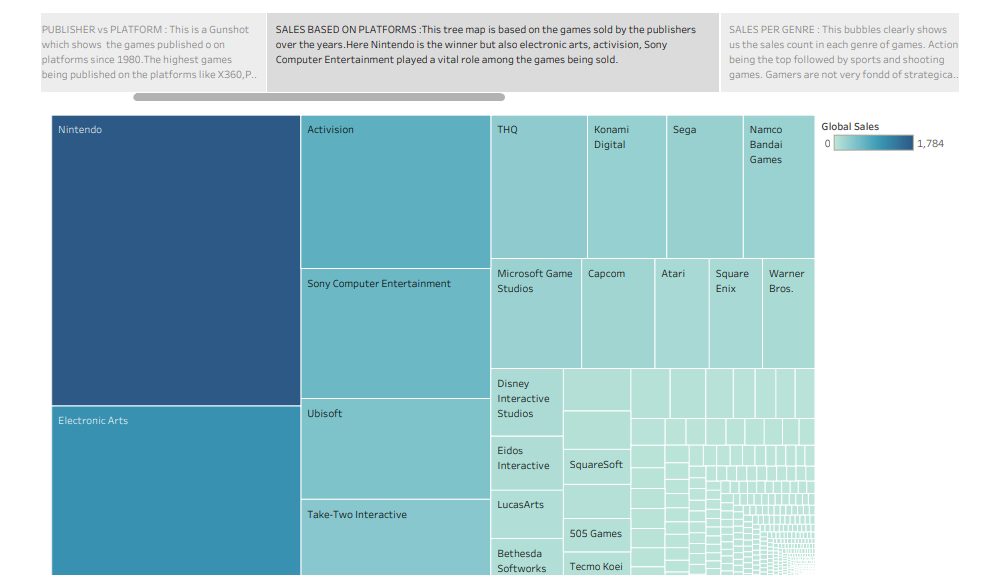 PUBLISHER vs PLATFORM : This is a Gunshot
which shows the games published o on
platforms since 1980.The highest games
being published on the platforms like X360,P..
SALES BASED ON PLATFORMS :This tree map is based on the games sold by the publishers
over the years.Here Nintendo is the winner but also electronic arts, activision, Sony
Computer Entertainment played a vital role among the games being sold.
SALES PER GENRE : This bubbles clearly shows
us the sales count in each genre of games. Action
being the top followed by sports and shooting
games. Gamers are not very fond of strategica..
Nintendo
Activision
THQ
Konami
Digital
Sega
Namco
Bandai
Games
Global Sales
0
1,784
Sony Computer Entertainment
Microsoft Game
Studios
Capcom
Atari
Square
Enix
Warner
Bros.
Electronic Arts
Ubisoft
Disney
Interactive
Studios
Eidos
Interactive
SquareSoft
LucasArts
Take-Two Interactive
505 Games
Bethesda
Softworks
Tecmo Koei